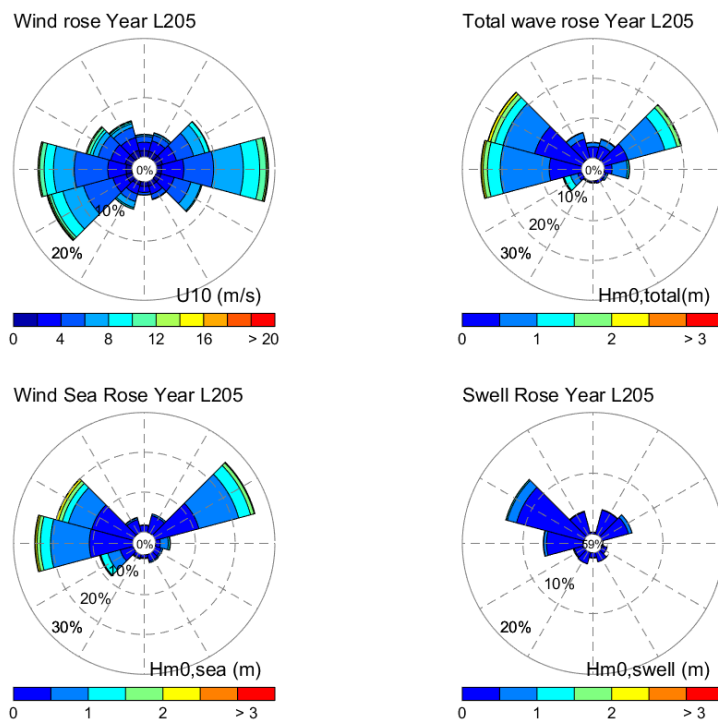 Wind rose Year L205
0%
10%
20%
U10 (m/s)
0 4 8 12 16 > 20
Total wave rose Year L205
0%
10%
20%
30%
Hm0,total(m)
0 1 2 > 3
Wind Sea Rose Year L205
0%
10%
20%
30%
Hm0,sea (m)
0 1 2 > 3
Swell Rose Year L205
10%
20%
Hm0,swell (m)
0 1 2 > 3